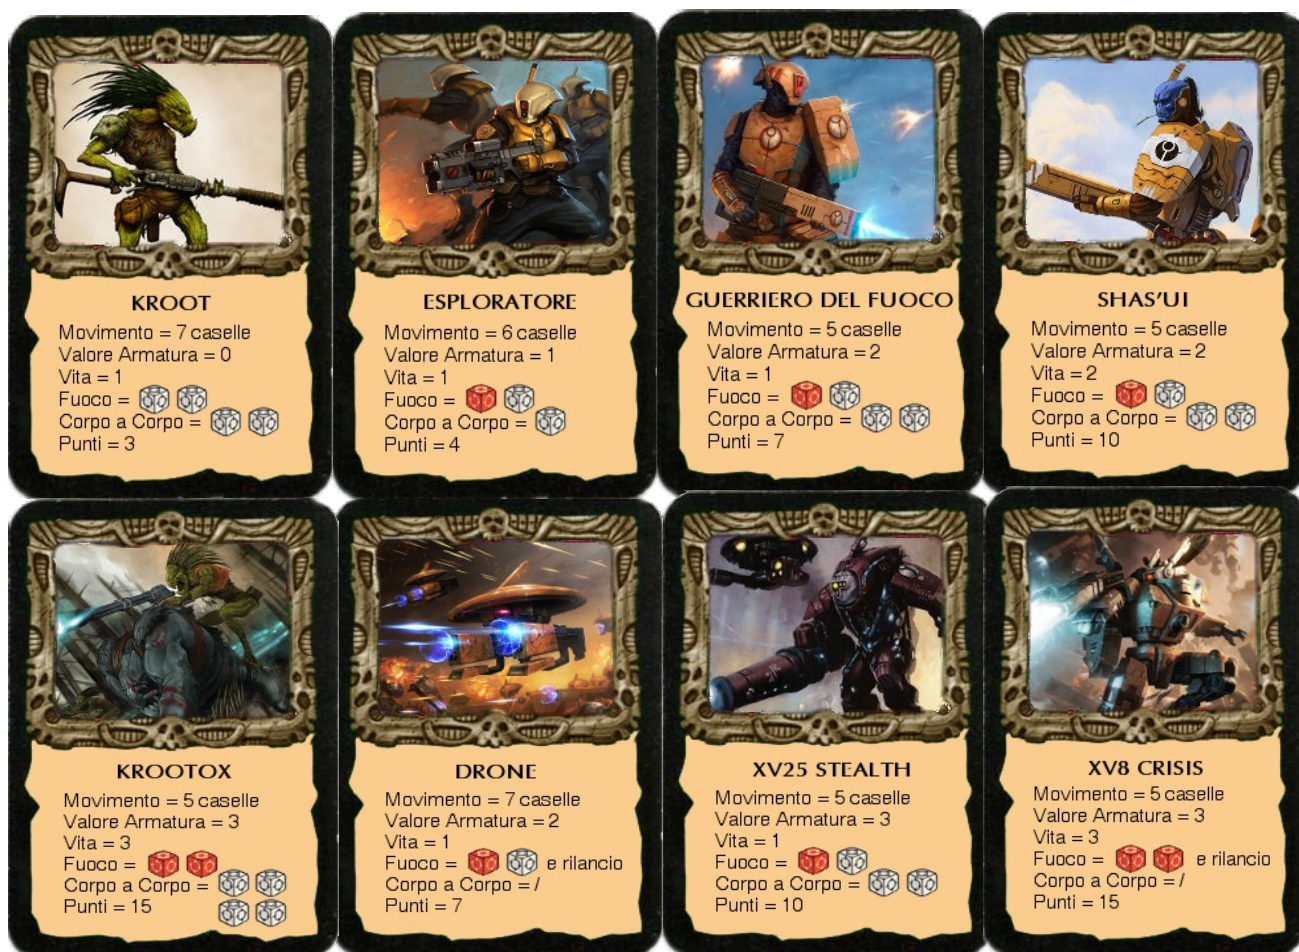 KROOT
Movimento = 7 caselle
Valore Armatura = 0
Vita = 1
Fuoco =
Corpo a Corpo =
Punti = 3
ESPLORATORE
Movimento = 6 caselle
Valore Armatura = 1
Vita = 1
Fuoco =
Corpo a Corpo =
Punti = 4
GUERRIERO DEL FUOCO
Movimento = 5 caselle
Valore Armatura = 2
Vita = 1
Fuoco =
Corpo a Corpo =
Punti = 7
SHAS'UI
Movimento = 5 caselle
Valore Armatura = 2
Vita = 2
Fuoco =
Corpo a Corpo =
Punti = 10
KROOTOX
Movimento = 5 caselle
Valore Armatura = 3
Vita = 3
Fuoco =
Corpo a Corpo =
Punti = 15
DRONE
Movimento = 7 caselle
Valore Armatura = 2
Vita = 1
Fuoco = e rilancio
Corpo a Corpo = /
Punti = 7
XV25 STEALTH
Movimento = 5 caselle
Valore Armatura = 3
Vita = 1
Fuoco =
Corpo a Corpo =
Punti = 10
XV8 CRISIS
Movimento = 5 caselle
Valore Armatura = 3
Vita = 3
Fuoco = e rilancio
Corpo a Corpo = /
Punti = 15